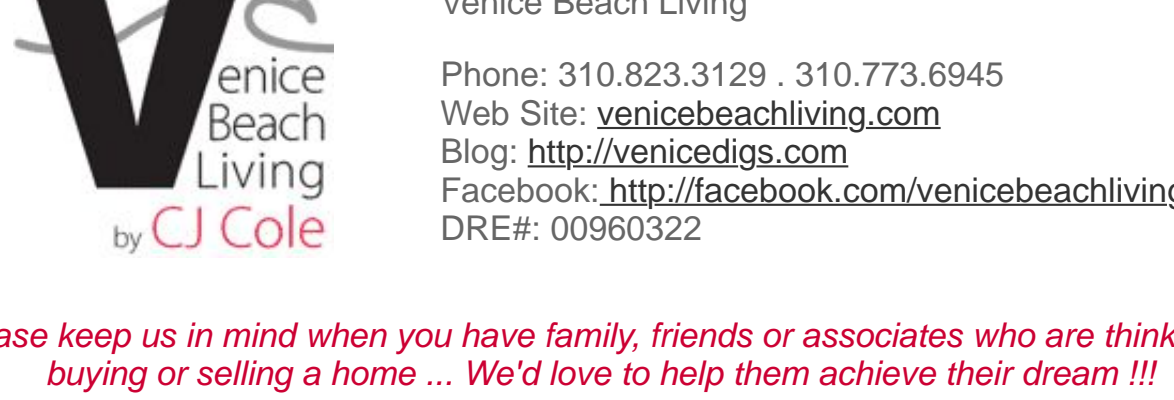 Venice Beach Living
Venice
Beach
Living
by CJ Cole
Phone: 310.823.3129 . 310.773.6945
Web Site: venicebeachliving.com
Blog: http://venicedigs.com
Facebook: http://facebook.com/venicebeachliving
DRE#: 00960322
ase keep us in mind when you have family, friends or associates who are think
buying or selling a home ... We'd love to help them achieve their dream !!!